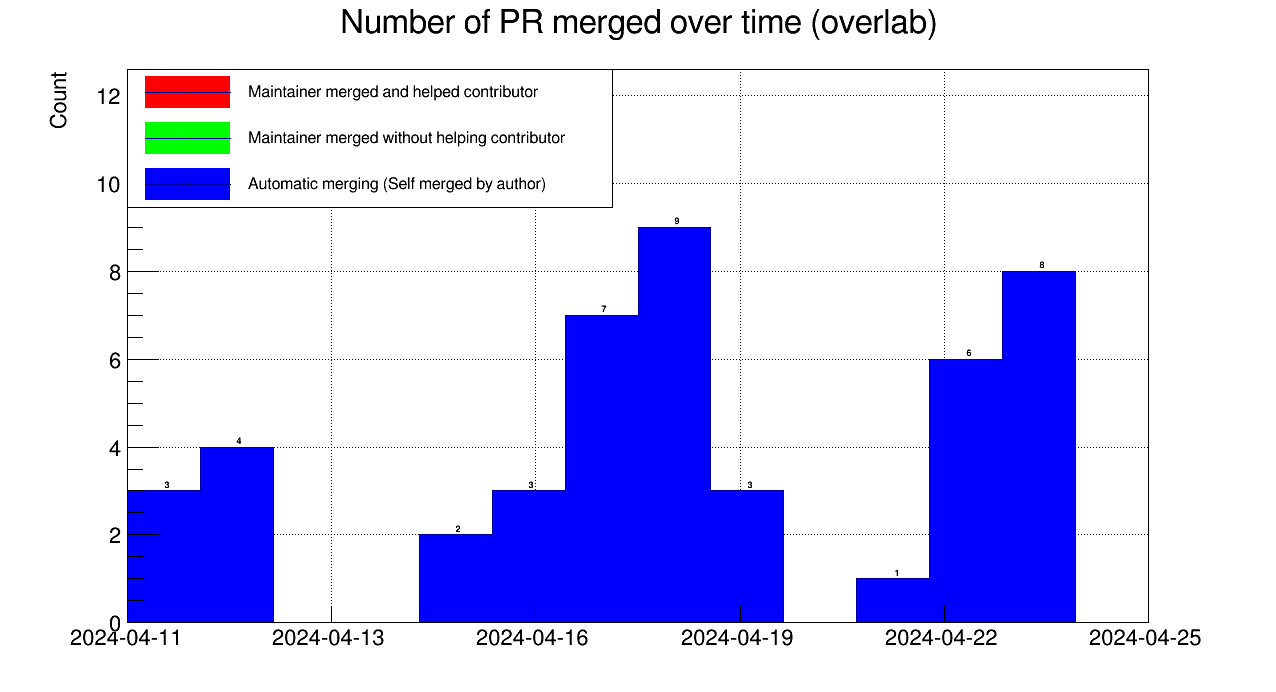 Number of PR merged over time (overlab)
Count
Maintainer merged and helped contributor
Maintainer merged without helping contributor
Automatic merging (Self merged by author)
12
10
8
6
4
2
0
3
4
2
3
7
9
3
1
6
8
2024-04-11 2024-04-13 2024-04-16 2024-04-19 2024-04-22 2024-04-25